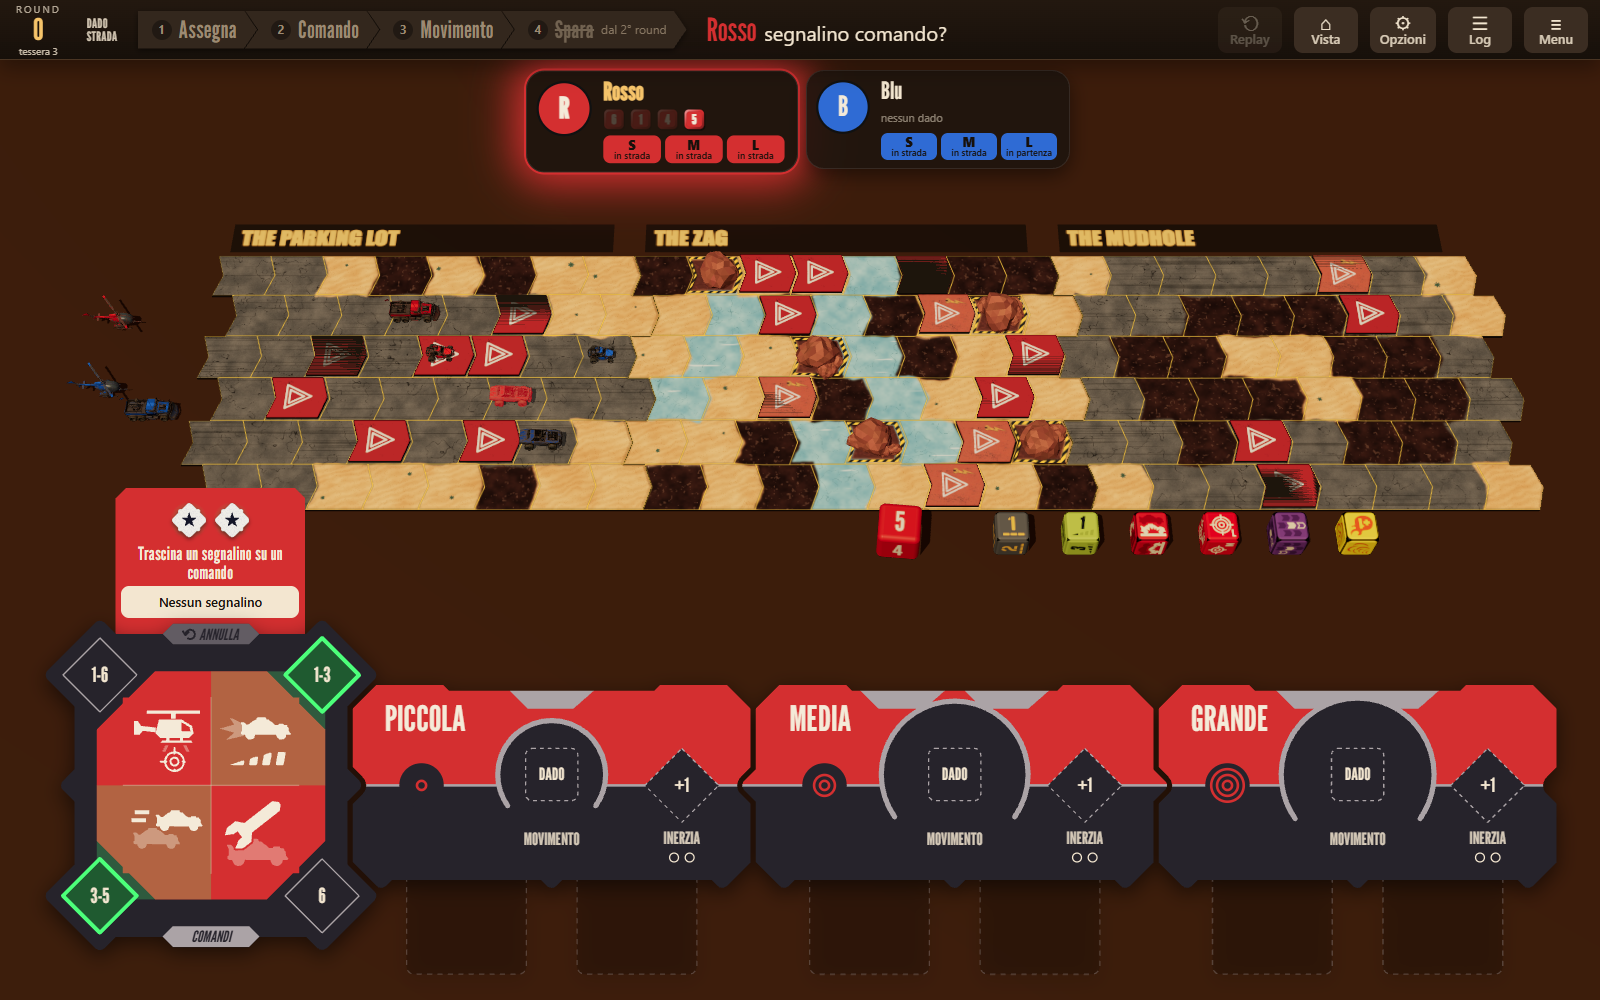 ROUND
0
tessera 3
DADO
STRADA
1 Assegna
2 Comando
3 Movimento
4 Spara dal 2° round
Rosso segnalino comando?
Replay
Vista
Opzioni
Log
Menu
R
Rosso
0 1 4 5
S
in strada
M
in strada
L
in strada
B
Blu
nessun dado
S
in strada
M
in strada
L
in partenza
THE PARKING LOT
THE ZAG
THE MUDHOLE
5
4
1
2
1
Trascina un segnalino su un
comando
Nessun segnalino
ANNULLA
1-6
1-3
3-5
6
COMANDI
PICCOLA
DADO
MOVIMENTO
+1
INERZIA
MEDIA
DADO
MOVIMENTO
+1
INERZIA
GRANDE
DADO
MOVIMENTO
+1
INERZIA